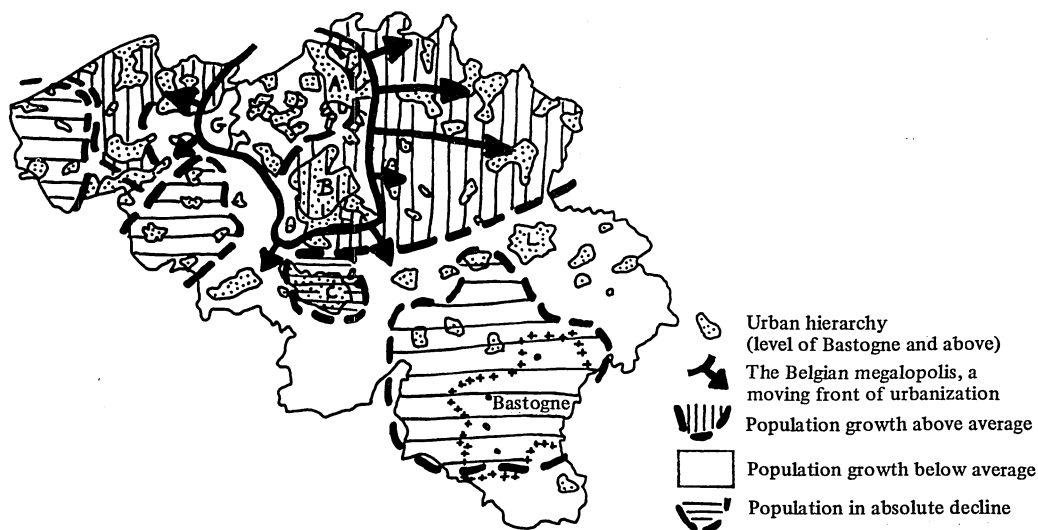 A
G
B
L
C
Bastogne
Urban hierarchy
(level of Bastogne and above)
The Belgian megalopolis, a
moving front of urbanization
Population growth above average
Population growth below average
Population in absolute decline